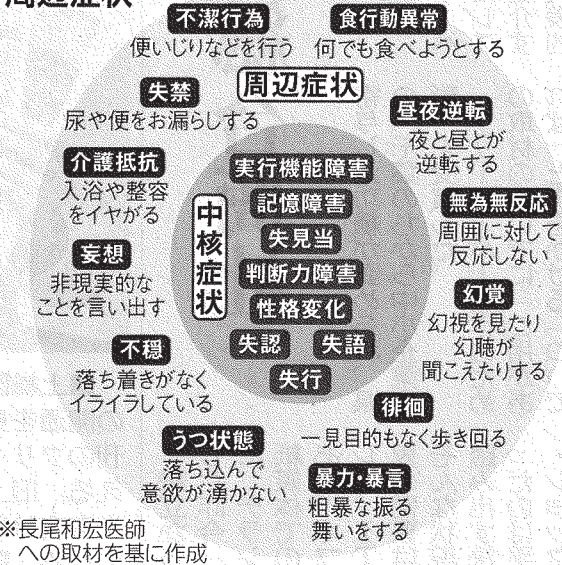 周辺症状
不潔行為
便いじりなどを行う
食行動異常
何でも食べようとする
周辺症状
失禁
尿や便をお漏らしする
昼夜逆転
夜と昼とが
逆転する
介護抵抗
入浴や整容
をイヤがる
無為無反応
周囲に対して
反応しない
妄想
非現実的な
ことを言い出す
幻覚
幻視を見たり
幻聴が
聞こえたりする
中核症状
実行機能障害
記憶障害
失見当
判断力障害
性格変化
失認
失語
失行
不穏
落ち着きがなく
イライラしている
徘徊
一見目的もなく歩き回る
うつ状態
落ち込んで
意欲が湧かない
暴力・暴言
粗暴な振る
舞いをする
※長尾和宏医師
への取材を基に作成